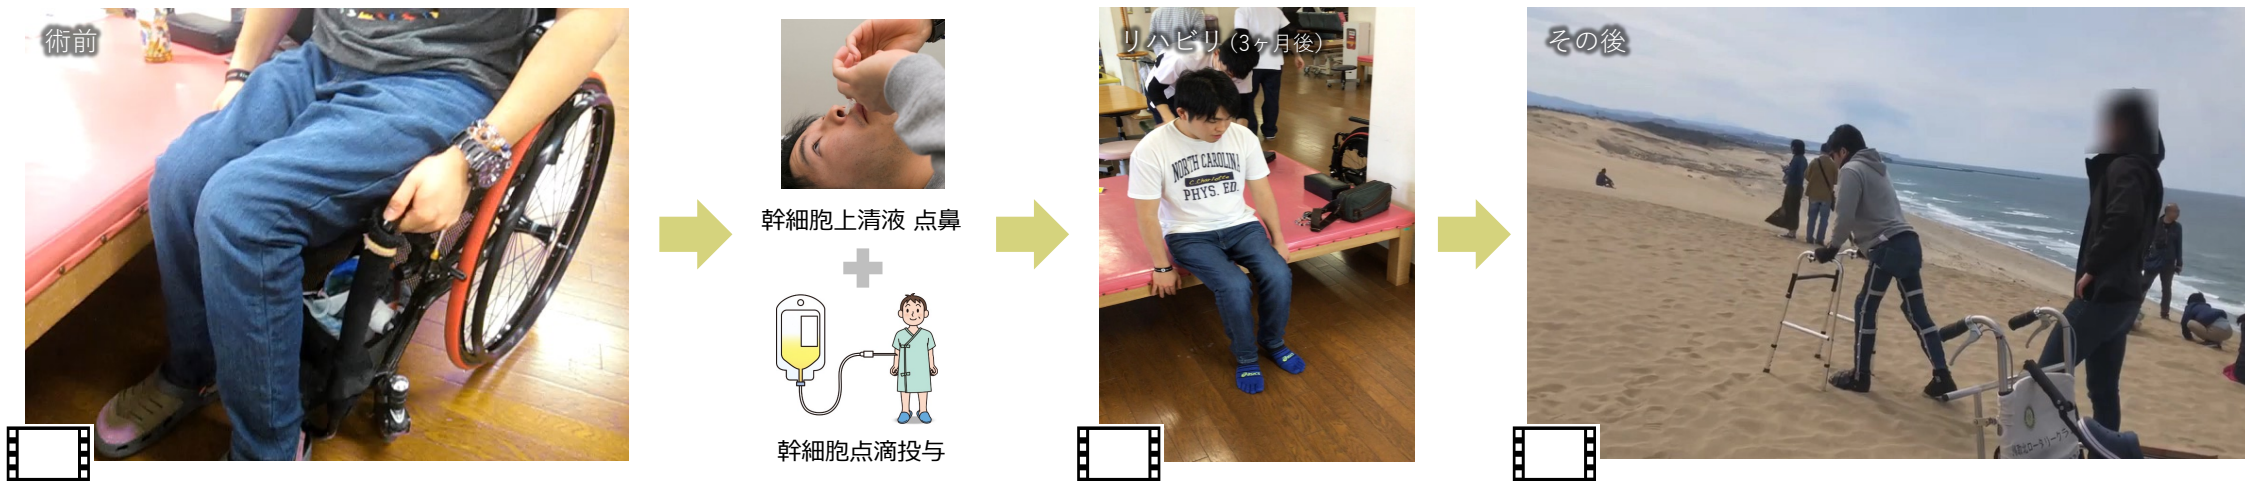 術前
幹細胞上清液 点鼻
幹細胞点滴投与
リハビリ (3ヶ月後)
NORTH CAROLINA
PHYS. ED.
asics
その後